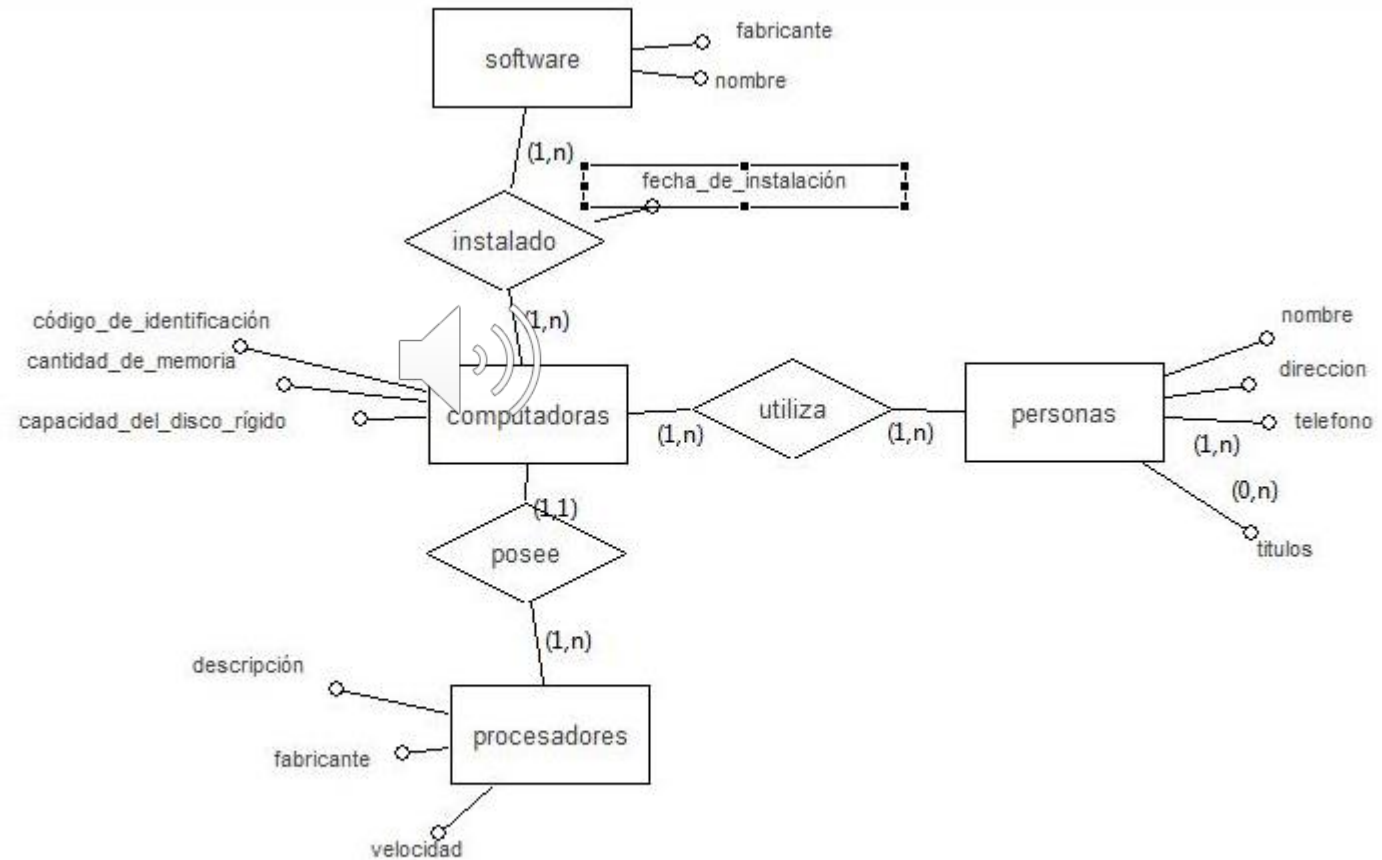 fabricante
software
nombre
(1,n)
fecha_de_instalación
instalado
(1,n)
código_de_identificación
cantidad_de_memoria
capacidad_del_disco_rígido
computadoras
(1,n)
utiliza
(1,n)
personas
nombre
direccion
telefono
(1,n)
(0,n)
titulos
(1,1)
posee
(1,n)
descripción
procesadores
fabricante
velocidad